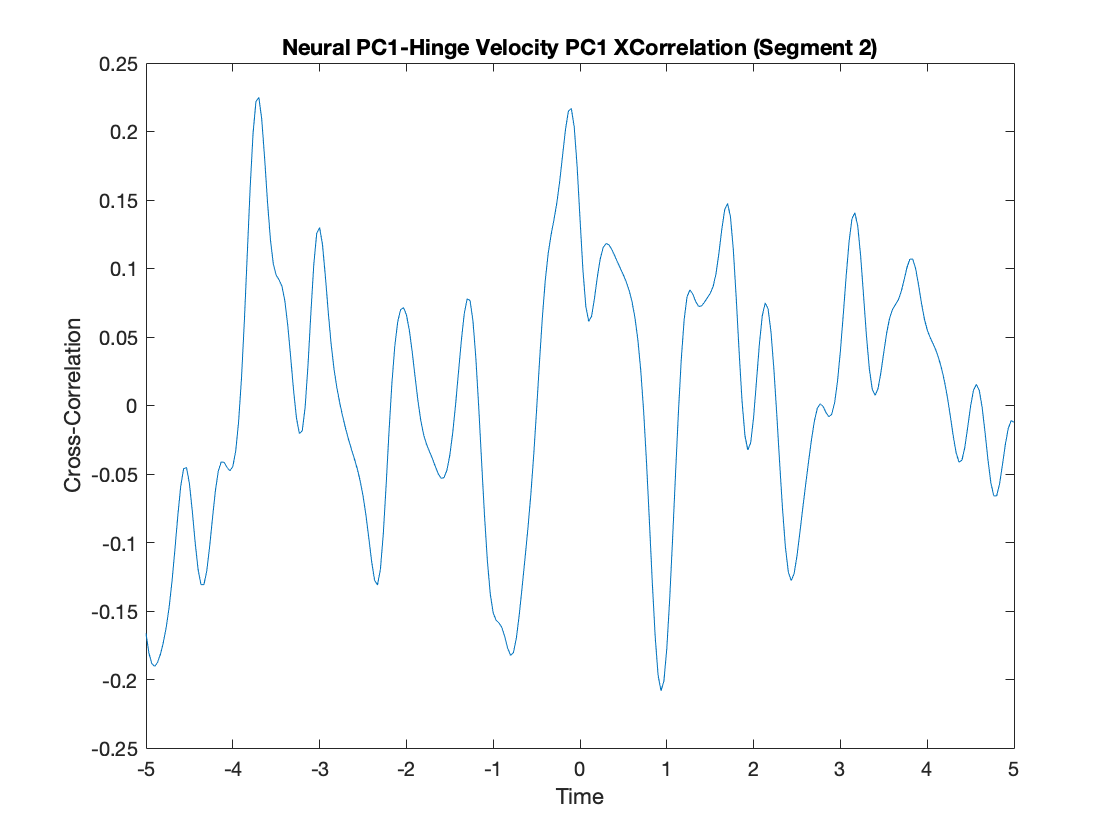 Neural PC1-Hinge Velocity PC1 XCorrelation (Segment 2)
0.25
0.2
0.15
0.1
0.05
0
-0.05
-0.1
-0.15
-0.2
-0.25
Cross-Correlation
-5 -4 -3 -2 -1 0 1 2 3 4 5
Time